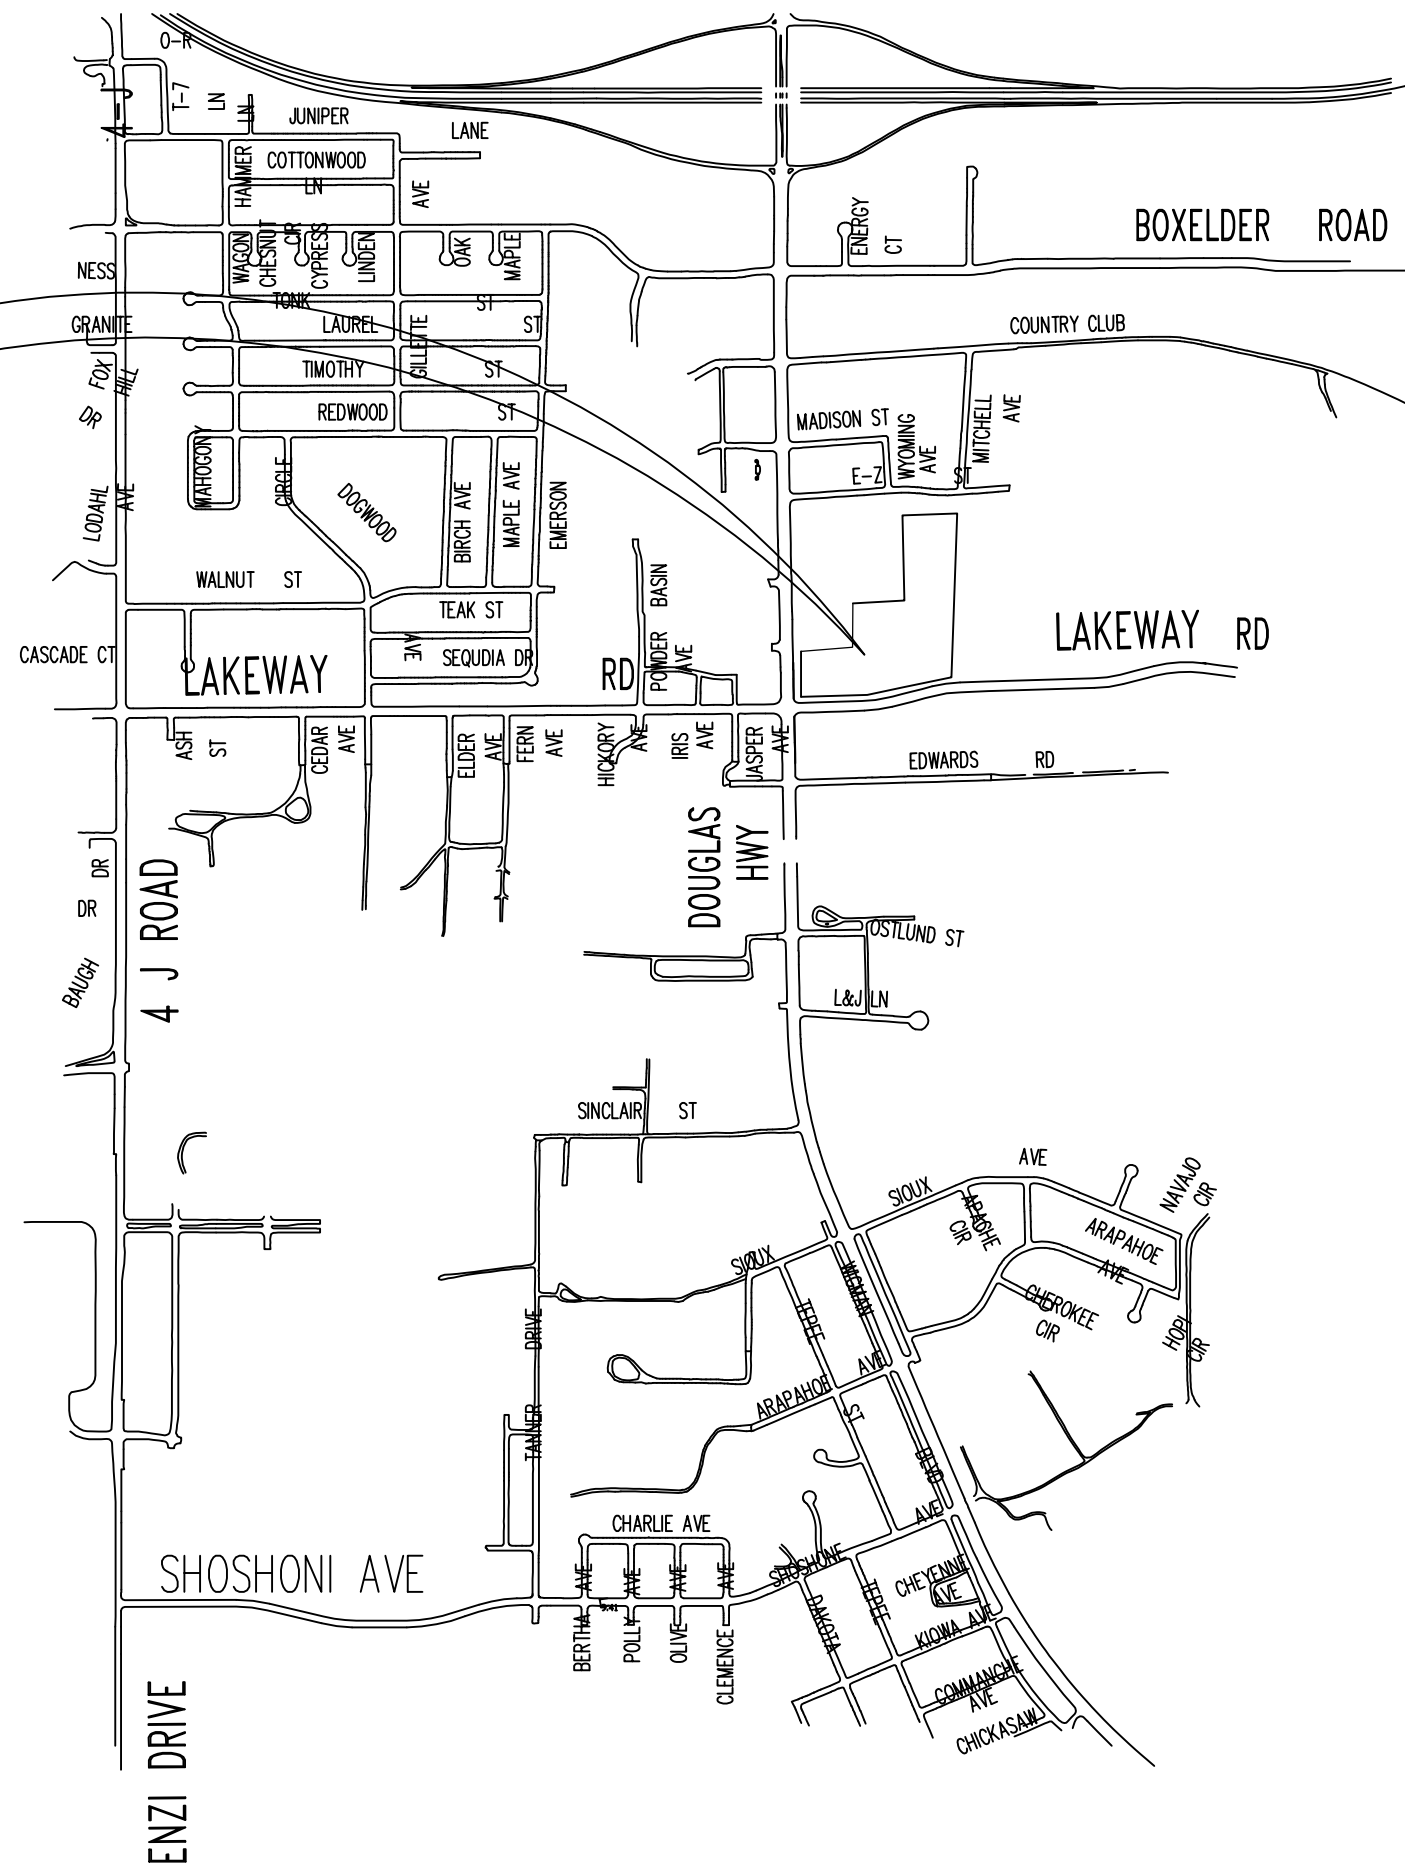 O-R
T-7
LN
LN
4-J
JUNIPER
LANE
COTTONWOOD
LN
HAMMER
AVE
BOXELDER ROAD
ENERGY
CT
WAGON
CHESNUT
CIR
CYPRESS
LINDEN
OAK
MAPLE
NESS
TONK
ST
GRANITE
LAUREL
GILLETTE
ST
COUNTRY CLUB
FOX
HILL
DR
TIMOTHY
ST
REDWOOD
ST
MADISON ST
WYOMING
AVE
MITCHELL
AVE
E-Z
ST
MAHOGONY
CIRCLE
DOGWOOD
LODAHL
AVE
BIRCH AVE
MAPLE AVE
EMERSON
WALNUT ST
POWDER BASIN
AVE
TEAK ST
AVE
SEQUDIA DR
CASCADE CT
LAKEWAY
RD
LAKEWAY RD
ASH
ST
CEDAR
AVE
ELDER
AVE
FERN
AVE
HICKORY
AVE
IRIS
AVE
JASPER
AVE
EDWARDS RD
DOUGLAS
HWY
DR
DR
BAUGH
4 J ROAD
OSTLUND ST
L&J LN
SINCLAIR ST
SIOUX
AVE
NAVAJO
CIR
APACHE
CIR
ARAPAHOE
AVE
CHEROKEE
CIR
HOPI
CIR
SIOUX
WIGMAN
TEPEE
DRIVE
AVE
ARAPAHOE
ST
TANNER
BLVD
AVE
CHARLIE AVE
SHOSHONE
SHOSHONI AVE
AVE
AVE
AVE
AVE
BERTHA
POLLY
OLIVE
CLEMENCE
DAKOTA
TEPEE
CHEYENNE
AVE
KIOWA AVE
COMMANCHE
AVE
CHICKASAW
ENZI DRIVE